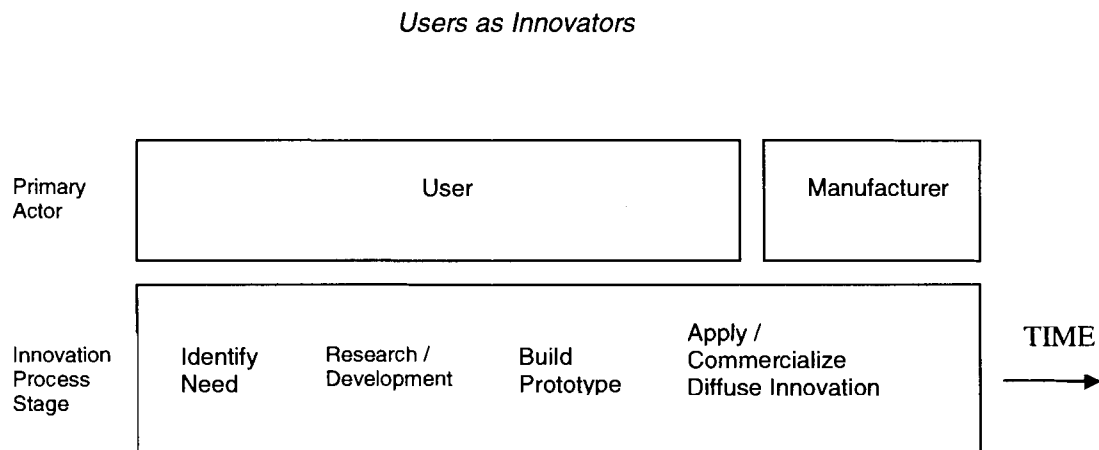 Users as Innovators
Primary
Actor
User
Manufacturer
Innovation
Process
Stage
Identify
Need
Research /
Development
Build
Prototype
Apply /
Commercialize
Diffuse Innovation
TIME